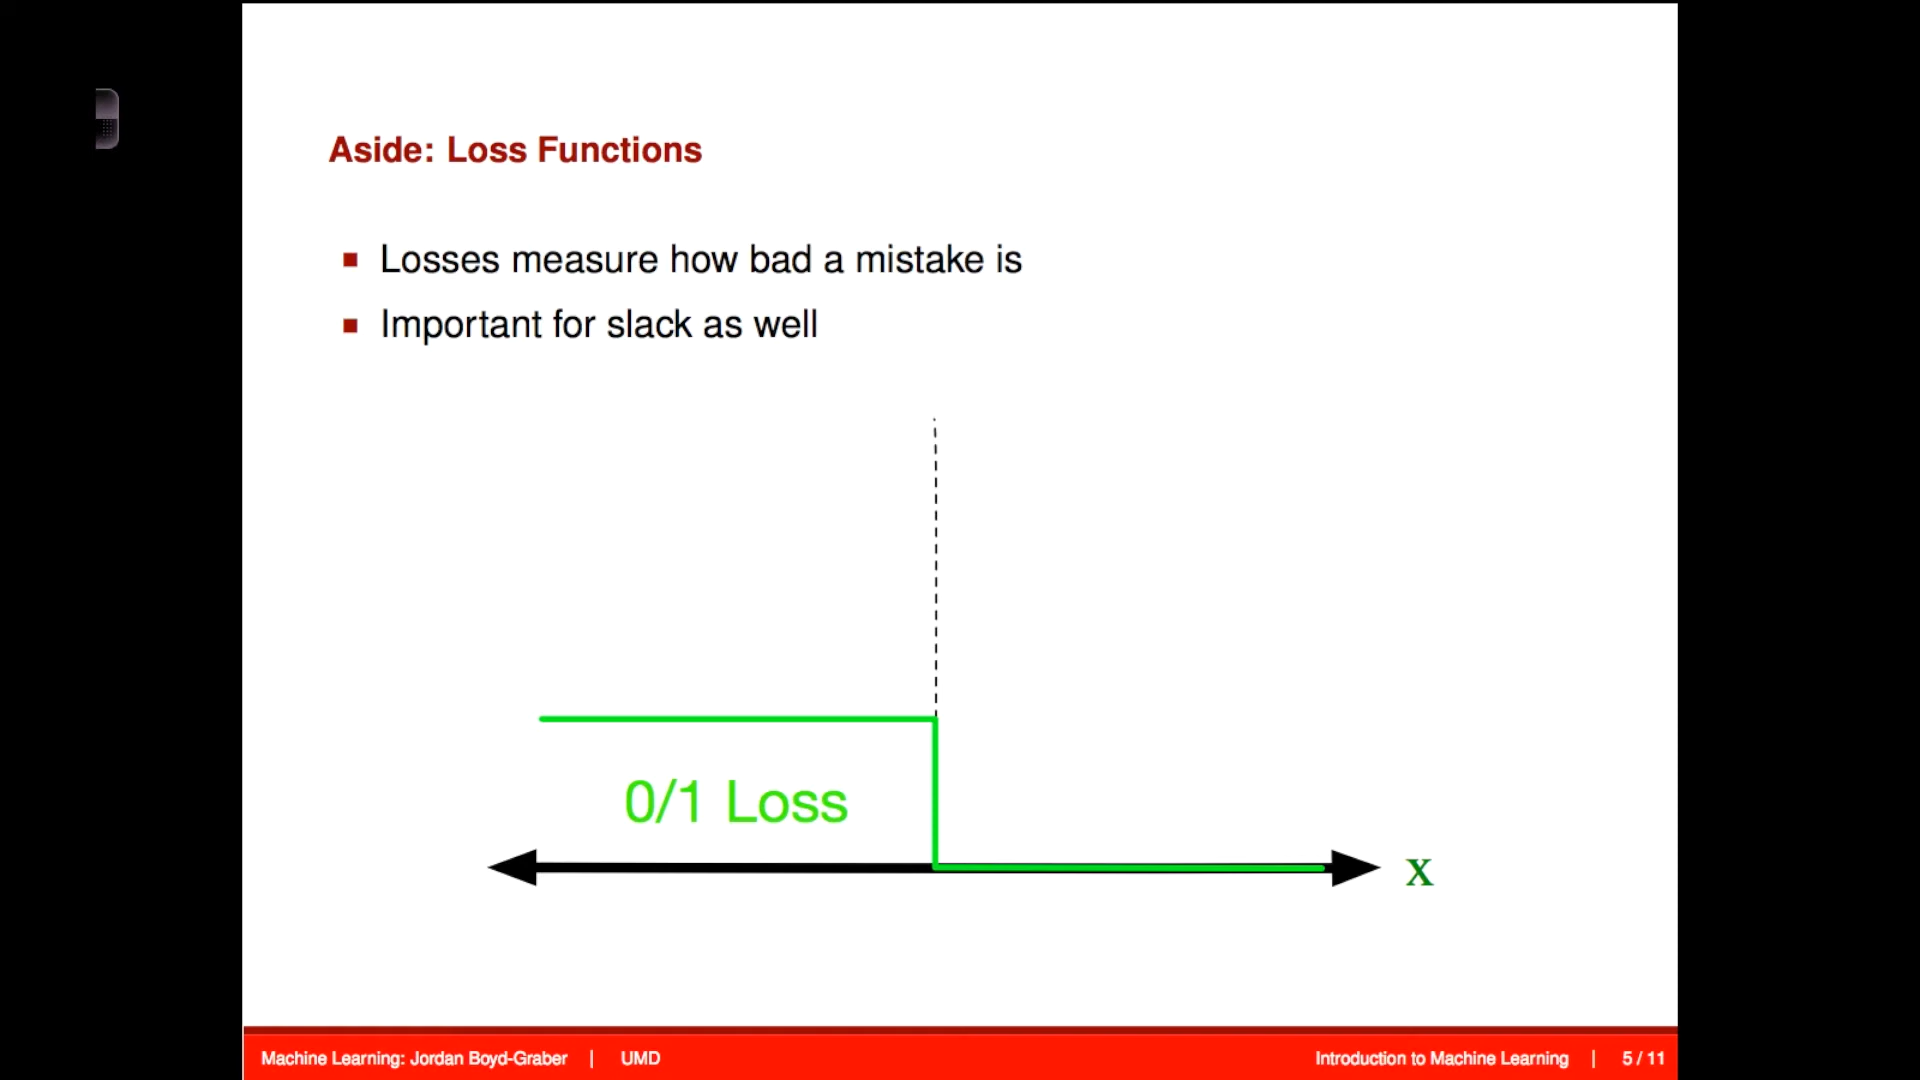 Aside: Loss Functions
Losses measure how bad a mistake is
Important for slack as well
0/1 Loss
x
Machine Learning: Jordan Boyd-Graber | UMD Introduction to Machine Learning | 5 / 11